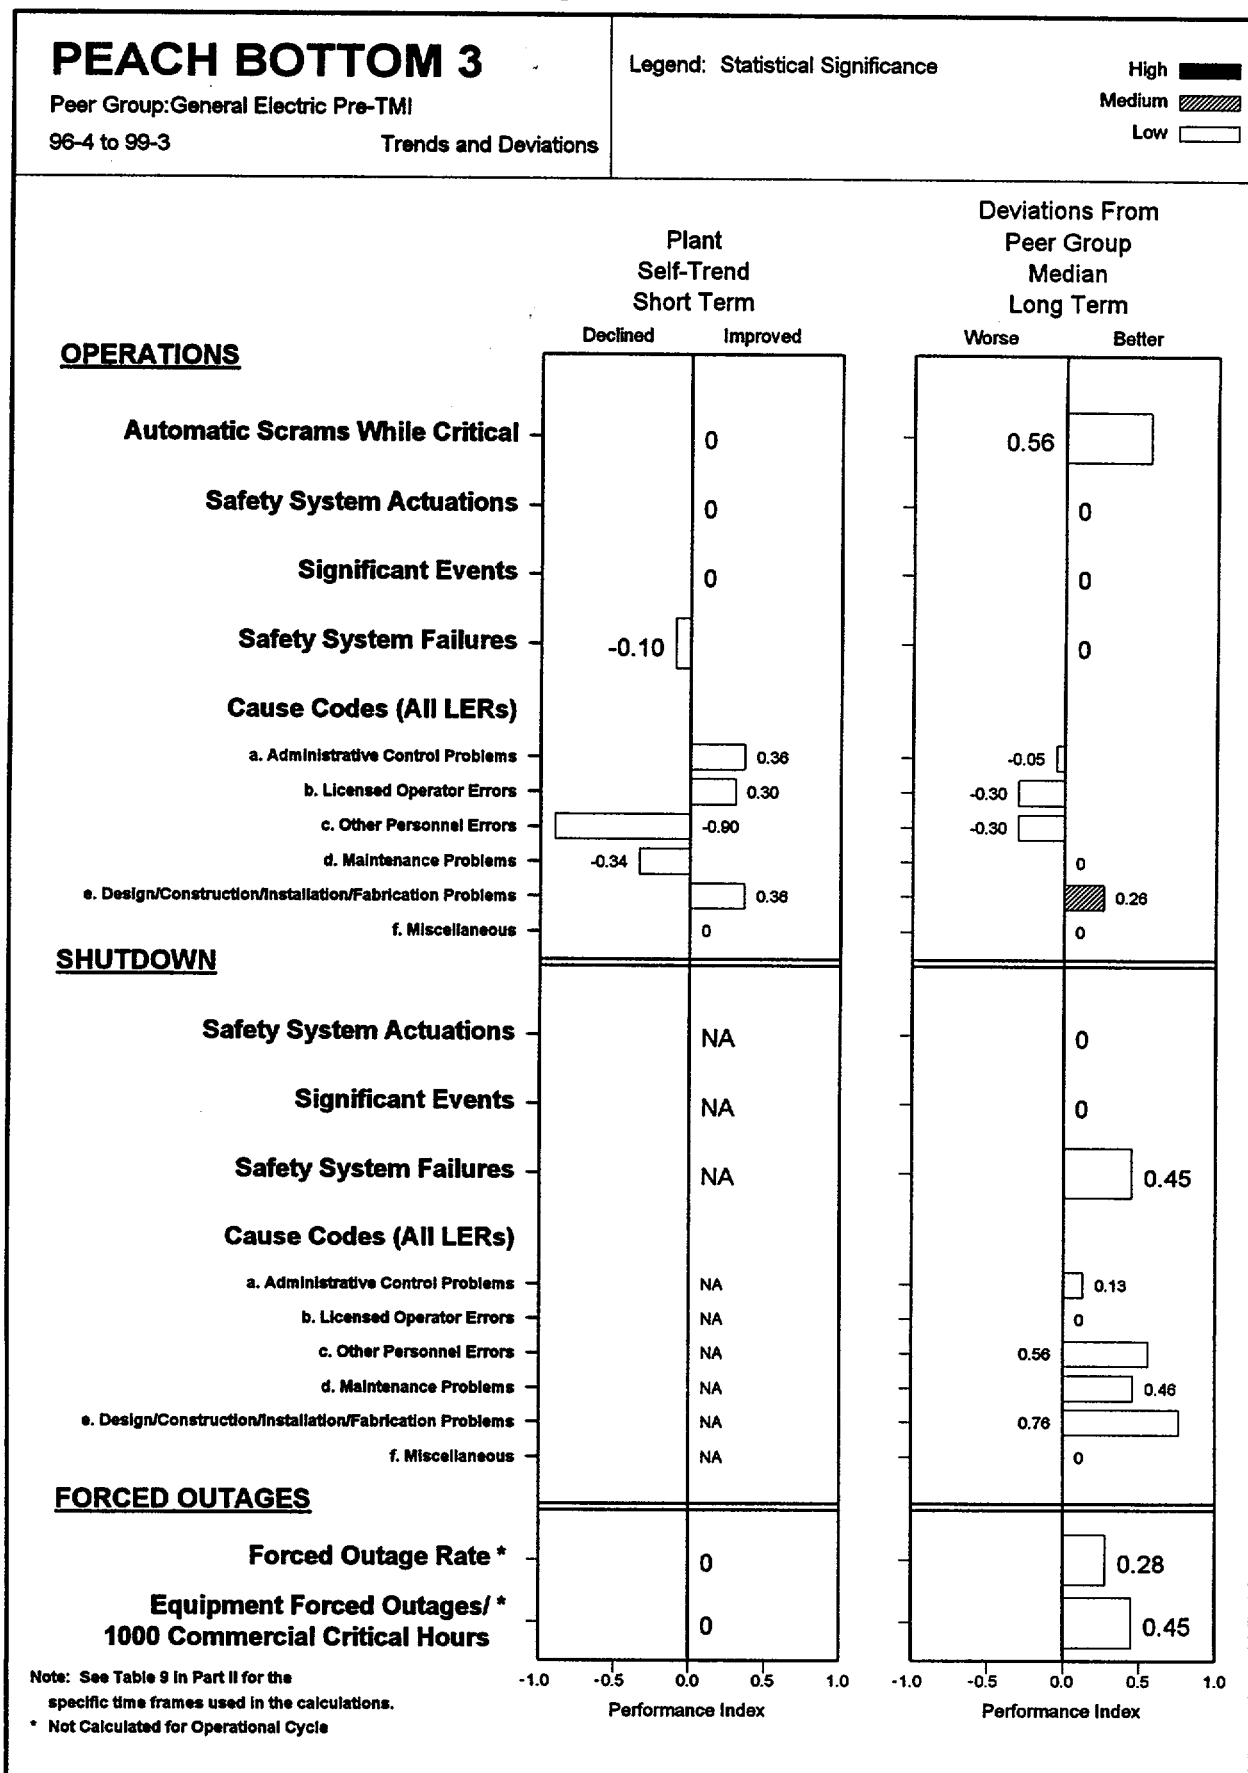 PEACH BOTTOM 3
Peer Group:General Electric Pre-TMI
96-4 to 99-3 Trends and Deviations
Legend: Statistical Significance
High
Medium
Low
Plant
Self-Trend
Short Term
Declined Improved
Deviations From
Peer Group
Median
Long Term
Worse Better
OPERATIONS
Automatic Scrams While Critical 0 0.56
Safety System Actuations 0 0
Significant Events 0 0
Safety System Failures -0.10 0
Cause Codes (All LERs)
a. Administrative Control Problems 0.36 -0.05
b. Licensed Operator Errors 0.30 -0.30
c. Other Personnel Errors -0.90 -0.30
d. Maintenance Problems -0.34 0
e. Design/Construction/Installation/Fabrication Problems 0.36 0.26
f. Miscellaneous 0 0
SHUTDOWN
Safety System Actuations NA 0
Significant Events NA 0
Safety System Failures NA 0.45
Cause Codes (All LERs)
a. Administrative Control Problems NA 0.13
b. Licensed Operator Errors NA 0
c. Other Personnel Errors NA 0.56
d. Maintenance Problems NA 0.46
e. Design/Construction/Installation/Fabrication Problems NA 0.76
f. Miscellaneous NA 0
FORCED OUTAGES
Forced Outage Rate * 0 0.28
Equipment Forced Outages/ *
1000 Commercial Critical Hours 0 0.45
-1.0 -0.5 0.0 0.5 1.0 -1.0 -0.5 0.0 0.5 1.0
Performance Index Performance Index
Note: See Table 9 in Part II for the
specific time frames used in the calculations.
* Not Calculated for Operational Cycle